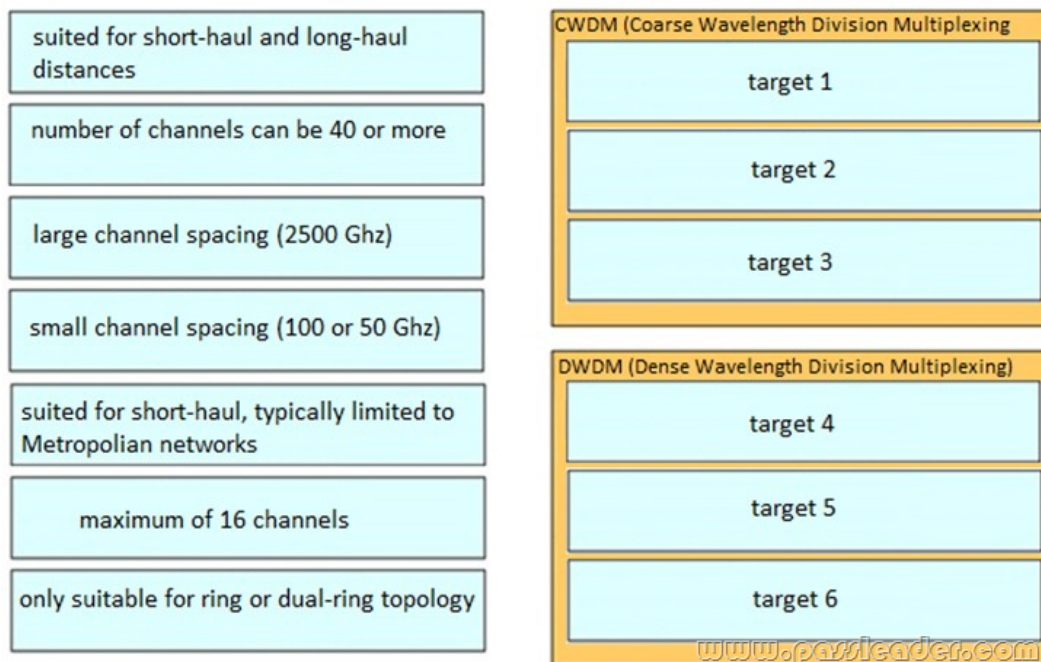 suited for short-haul and long-haul
distances
number of channels can be 40 or more
large channel spacing (2500 Ghz)
small channel spacing (100 or 50 Ghz)
suited for short-haul, typically limited to
Metropolian networks
maximum of 16 channels
only suitable for ring or dual-ring topology
CWDM (Coarse Wavelength Division Multiplexing
target 1
target 2
target 3
DWDM (Dense Wavelength Division Multiplexing)
target 4
target 5
target 6
www.passleader.com